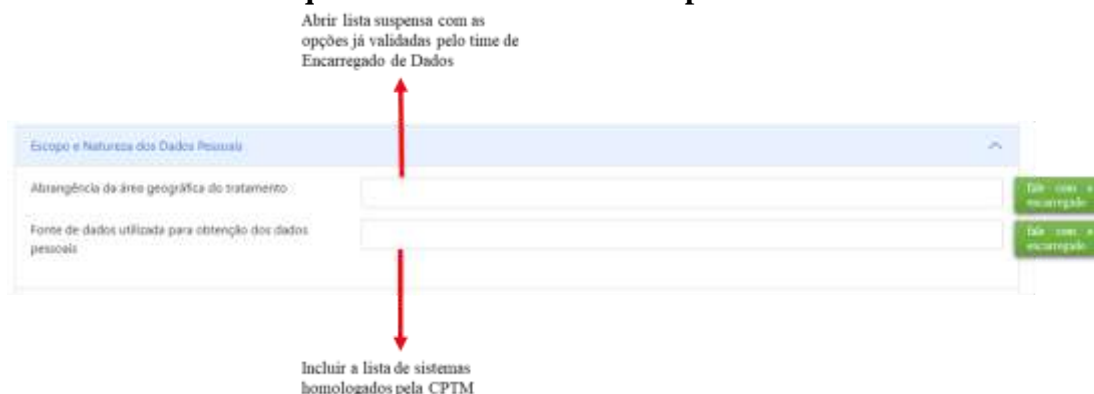 Abrir lista suspensa com as
opções já validadas pelo time de
Encarregado de Dados
Escopo e Natureza dos Dados Pessoais
Abrangência da área geográfica do tratamento
fale com o
encarregado
Fonte de dados utilizada para obtenção dos dados
pessoais
fale com o
encarregado
Incluir a lista de sistemas
homologados pela CPTM